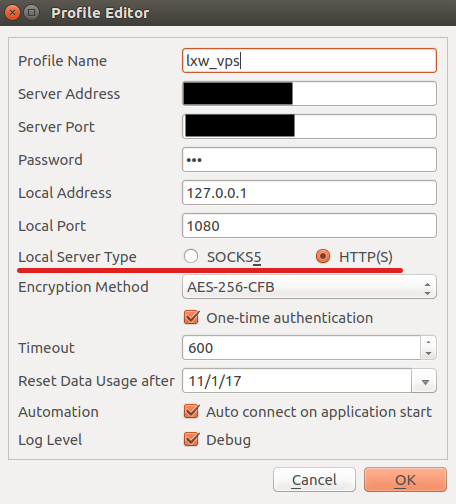 Profile Editor
Profile Name lxw_vps
Server Address
Server Port
Password •••
Local Address 127.0.0.1
Local Port 1080
Local Server Type SOCKS5 HTTP(S)
Encryption Method AES-256-CFB
One-time authentication
Timeout 600
Reset Data Usage after 11/1/17
Automation Auto connect on application start
Log Level Debug
Cancel OK